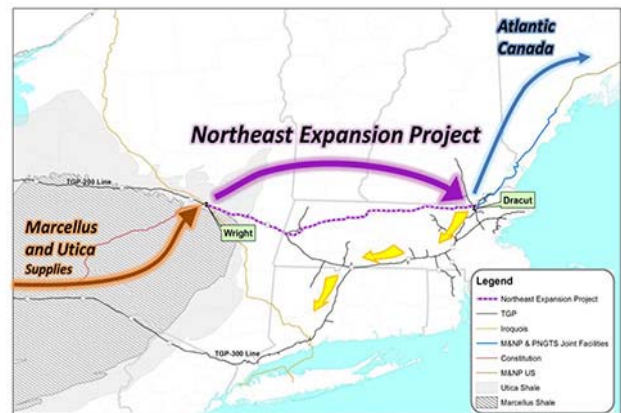 Atlantic
Canada
Northeast Expansion Project
TGP-200 Line
Dracut
Wright
Marcellus
and Utica
Supplies
TGP-300 Line
Legend
Northeast Expansion Project
TGP
Iroquois
M&NP & PNGTS Joint Facilities
Constitution
M&NP US
Utica Shale
Marcellus Shale